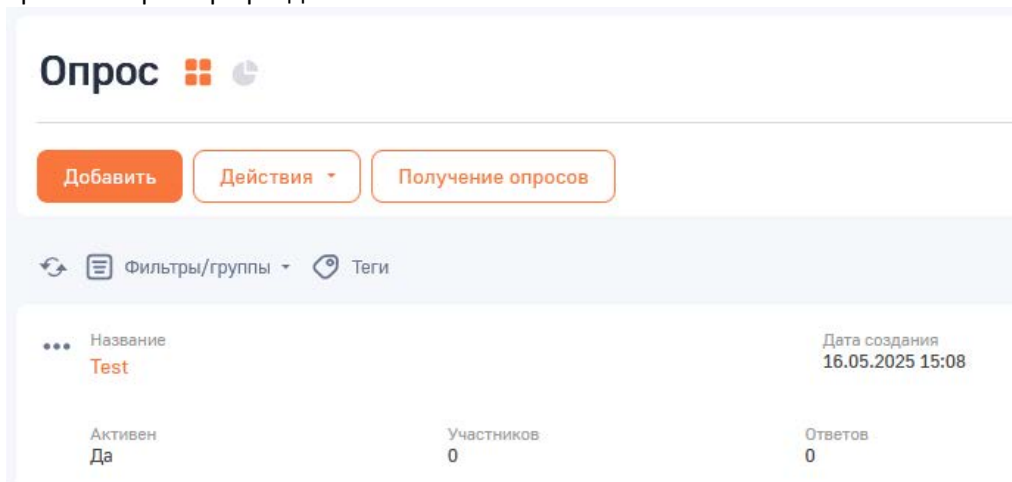 Опрос
Добавить Действия Получение опросов
Фильтры/группы Теги
Название Дата создания
Test 16.05.2025 15:08
Активен Участников Ответов
Да 0 0